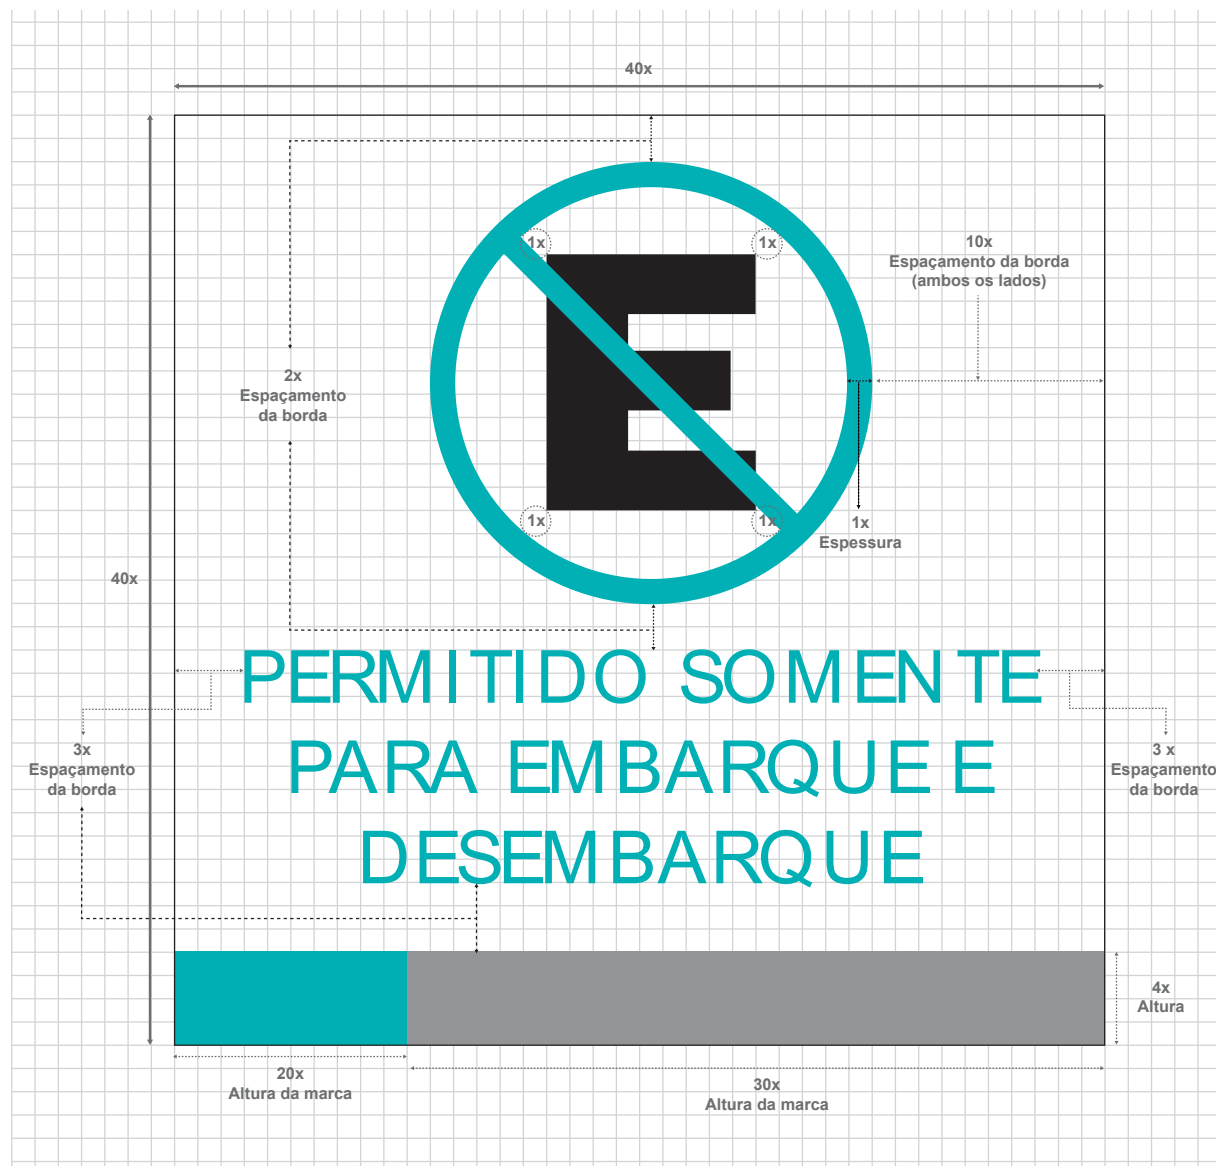 40x
1x
1x
10x
Espaçamento da borda
(ambos os lados)
2x
Espaçamento
da borda
E
1x
1x
1x
Espessura
40x
PERMITIDO SOMENTE
PARA EMBARQUE E
DESEMBARQUE
3x
Espaçamento
da borda
3 x
Espaçamento
da borda
4x
Altura
20x
Altura da marca
30x
Altura da marca